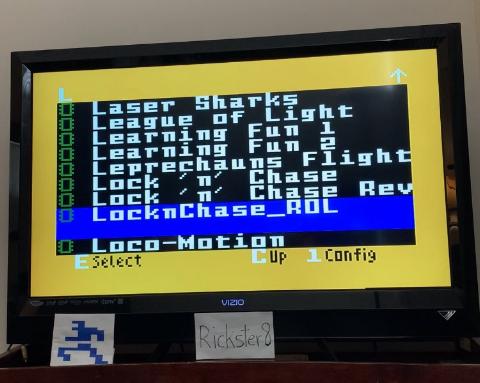 L
Laser Sharks
League of Light
Learning Fun 1
Learning Fun 2
Leprechauns Flight
Lock 'n' Chase
Lock 'n' Chase Rev
LocknChase_ROL
Loco-Motion
E Select C Up 1 Config
VIZIO
Rickster8